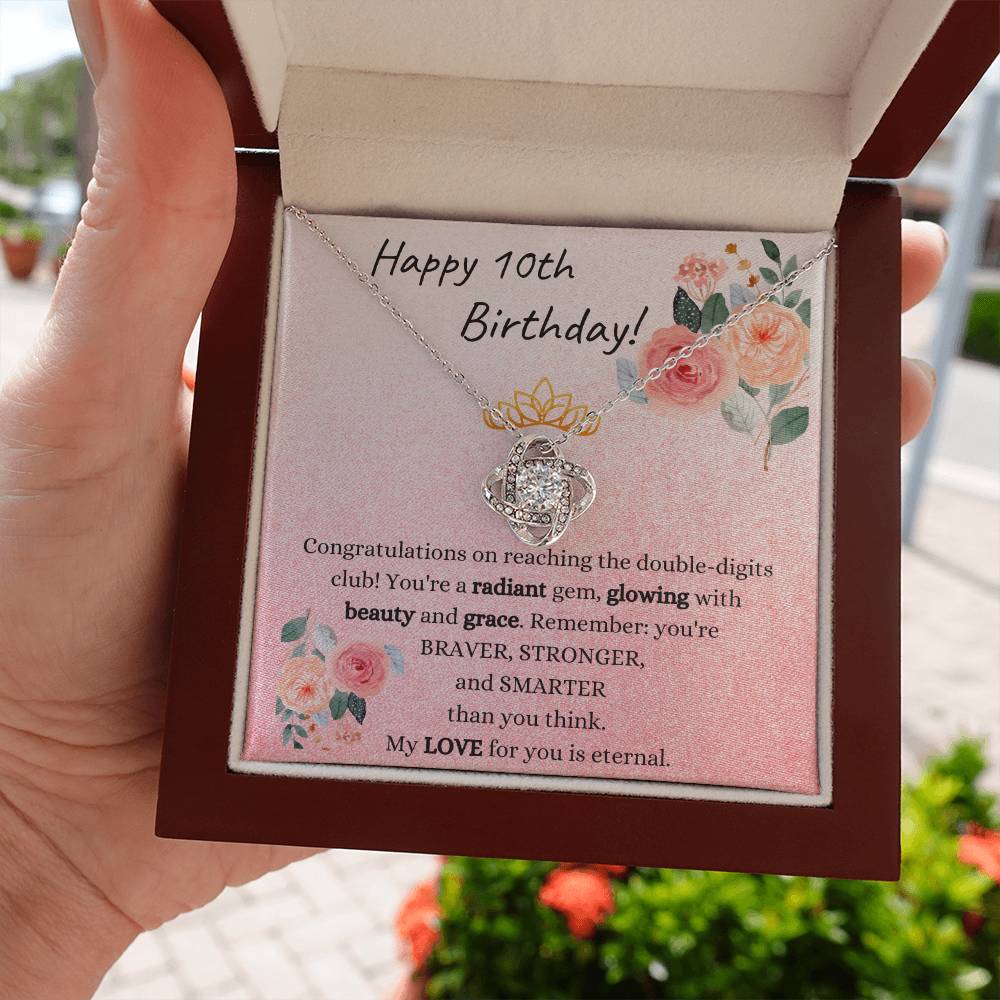 Happy 10th
Birthday!
Congratulations on reaching the double-digits
club! You're a radiant gem, glowing with
beauty and grace. Remember: you're
BRAVER, STRONGER,
and SMARTER
than you think.
My LOVE for you is eternal.